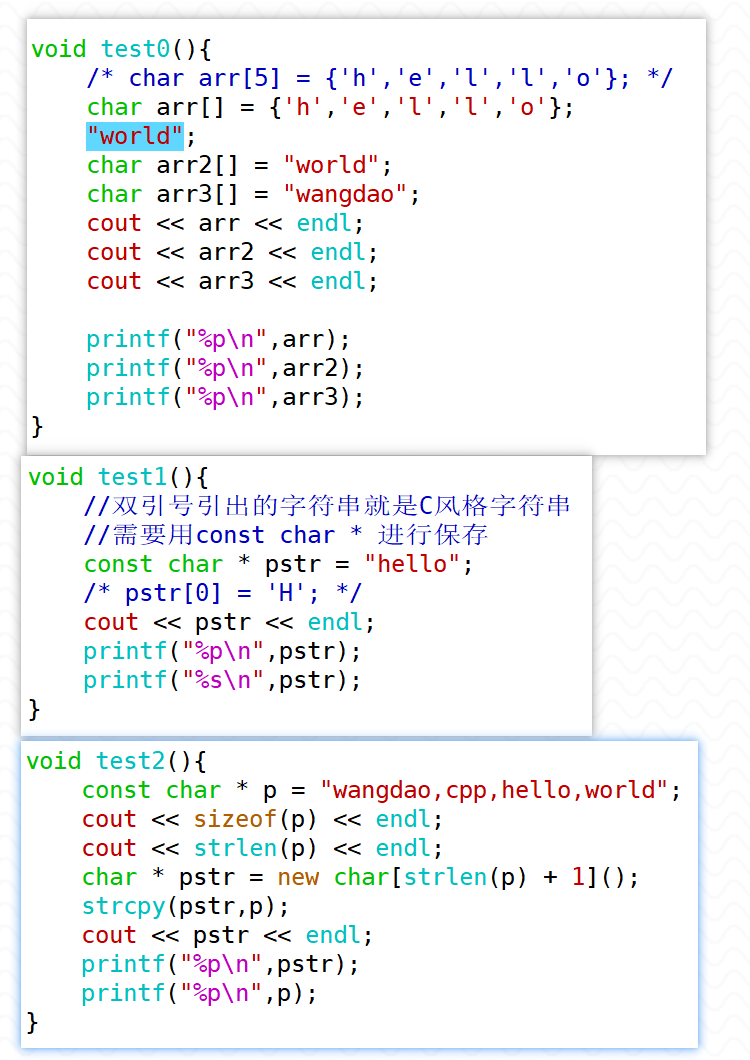 void test0(){
    /* char arr[5] = {'h','e','l','l','o'}; */
    char arr[] = {'h','e','l','l','o'};
    "world";
    char arr2[] = "world";
    char arr3[] = "wangdao";
    cout << arr << endl;
    cout << arr2 << endl;
    cout << arr3 << endl;

    printf("%p\n",arr);
    printf("%p\n",arr2);
    printf("%p\n",arr3);
}
void test1(){
    //双引号引出的字符串就是C风格字符串
    //需要用const char * 进行保存
    const char * pstr = "hello";
    /* pstr[0] = 'H'; */
    cout << pstr << endl;
    printf("%p\n",pstr);
    printf("%s\n",pstr);
}
void test2(){
    const char * p = "wangdao,cpp,hello,world";
    cout << sizeof(p) << endl;
    cout << strlen(p) << endl;
    char * pstr = new char[strlen(p) + 1]();
    strcpy(pstr,p);
    cout << pstr << endl;
    printf("%p\n",pstr);
    printf("%p\n",p);
}